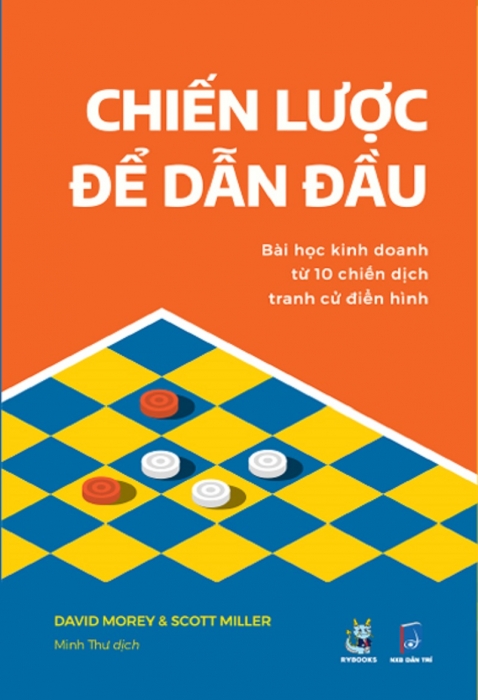 CHIẾN LƯỢC
ĐỂ DẪN ĐẦU
Bài học kinh doanh
từ 10 chiến dịch
tranh cử điển hình
DAVID MOREY & SCOTT MILLER
Minh Thư dịch
RYBOOKS
NXB DÂN TRÍ